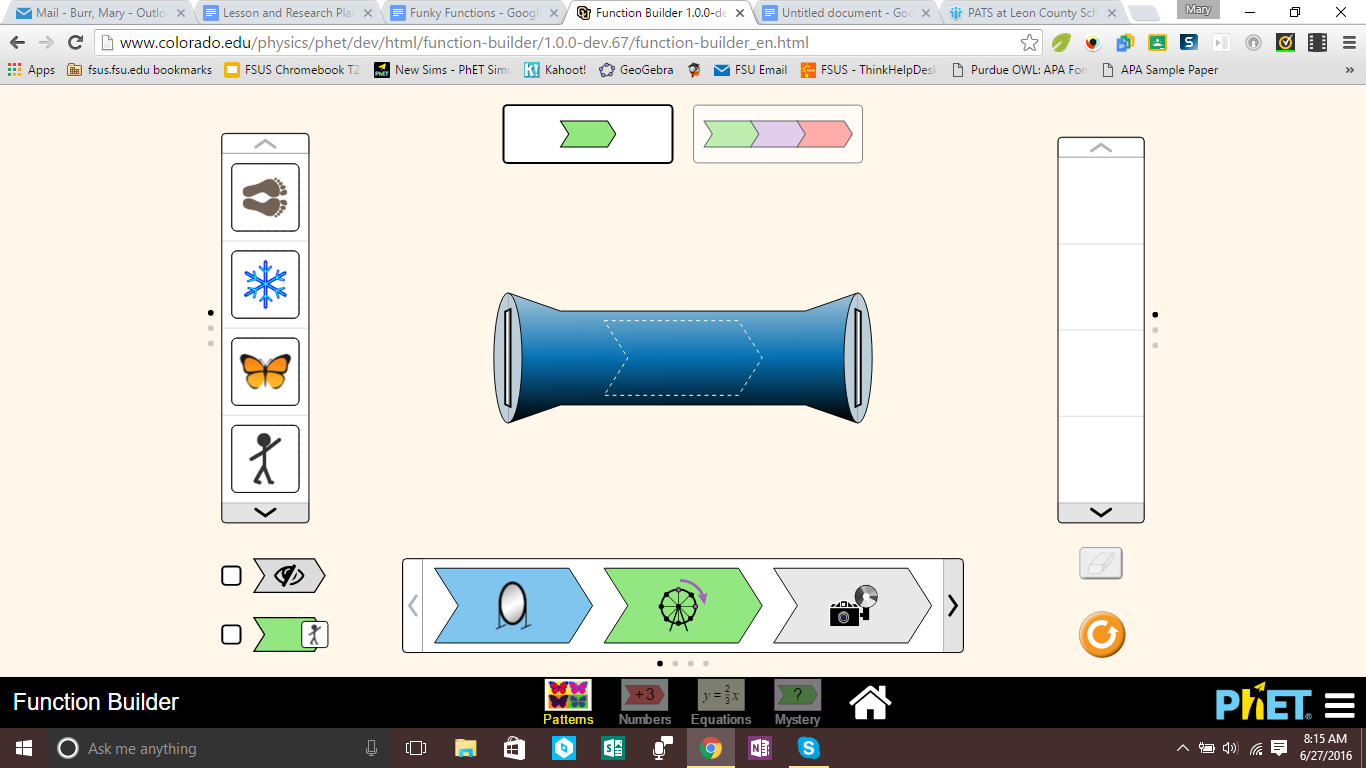 Mail - Burr, Mary - Outlo
Lesson and Research Pla
Funky Functions - Googl
Function Builder 1.0.0-de
Untitled document - Goo
PATS at Leon County Sch
Mary
www.colorado.edu/physics/phet/dev/html/function-builder/1.0.0-dev.67/function-builder_en.html
Apps
fsus.fsu.edu bookmarks
FSUS Chromebook T2
New Sims - PhET Simu
Kahoot!
GeoGebra
FSU Email
FSUS - ThinkHelpDesk
Purdue OWL: APA For
APA Sample Paper
Function Builder
Patterns
+3
Numbers
y = 2/3 x
Equations
?
Mystery
PhET
Ask me anything
8:15 AM
6/27/2016